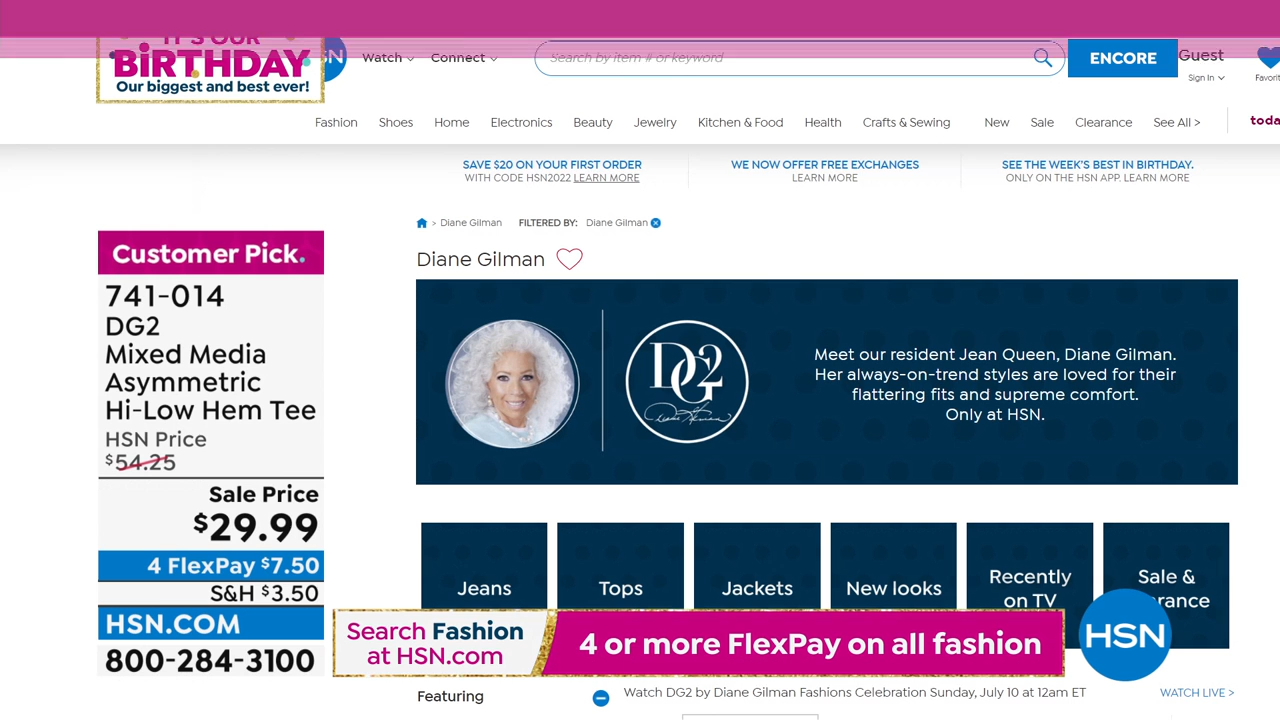 IT'S OUR
BiRTHDAY
Our biggest and best ever!
Watch
Connect
Search by item # or keyword
ENCORE
Guest
Sign In
Fashion
Shoes
Home
Electronics
Beauty
Jewelry
Kitchen & Food
Health
Crafts & Sewing
New
Sale
Clearance
See All >
SAVE $20 ON YOUR FIRST ORDER
WITH CODE HSN2022 LEARN MORE
WE NOW OFFER FREE EXCHANGES
LEARN MORE
SEE THE WEEK'S BEST IN BIRTHDAY.
ONLY ON THE HSN APP. LEARN MORE
> Diane Gilman FILTERED BY: Diane Gilman
Diane Gilman
Customer Pick.
741-014
DG2
Mixed Media
Asymmetric
Hi-Low Hem Tee
HSN Price
$54.25
Sale Price
$29.99
4 FlexPay $7.50
S&H $3.50
HSN.COM
800-284-3100
DG2
Diane Gilman
Meet our resident Jean Queen, Diane Gilman.
Her always-on-trend styles are loved for their
flattering fits and supreme comfort.
Only at HSN.
Jeans
Tops
Jackets
New looks
Recently
on TV
Sale &
Search Fashion
at HSN.com
4 or more FlexPay on all fashion
HSN
Featuring
Watch DG2 by Diane Gilman Fashions Celebration Sunday, July 10 at 12am ET
WATCH LIVE >